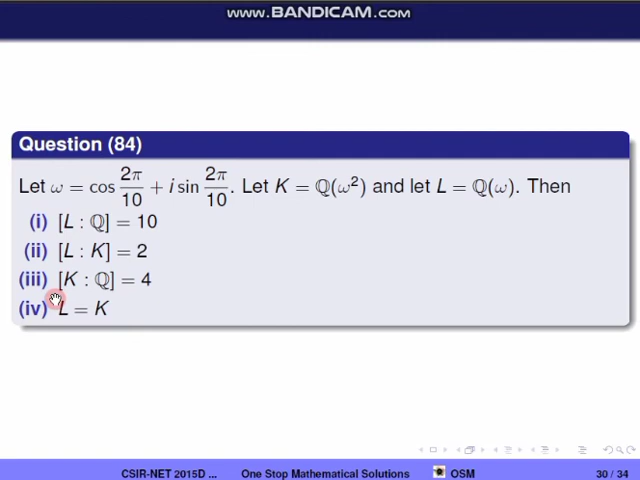 www.BANDICAM.com
Question (84)
Let ω = cos 2π/10 + i sin 2π/10. Let K = ℚ(ω²) and let L = ℚ(ω). Then
(i) [L : ℚ] = 10
(ii) [L : K] = 2
(iii) [K : ℚ] = 4
(iv) L = K
CSIR-NET 2015D ... One Stop Mathematical Solutions OSM 30 / 34